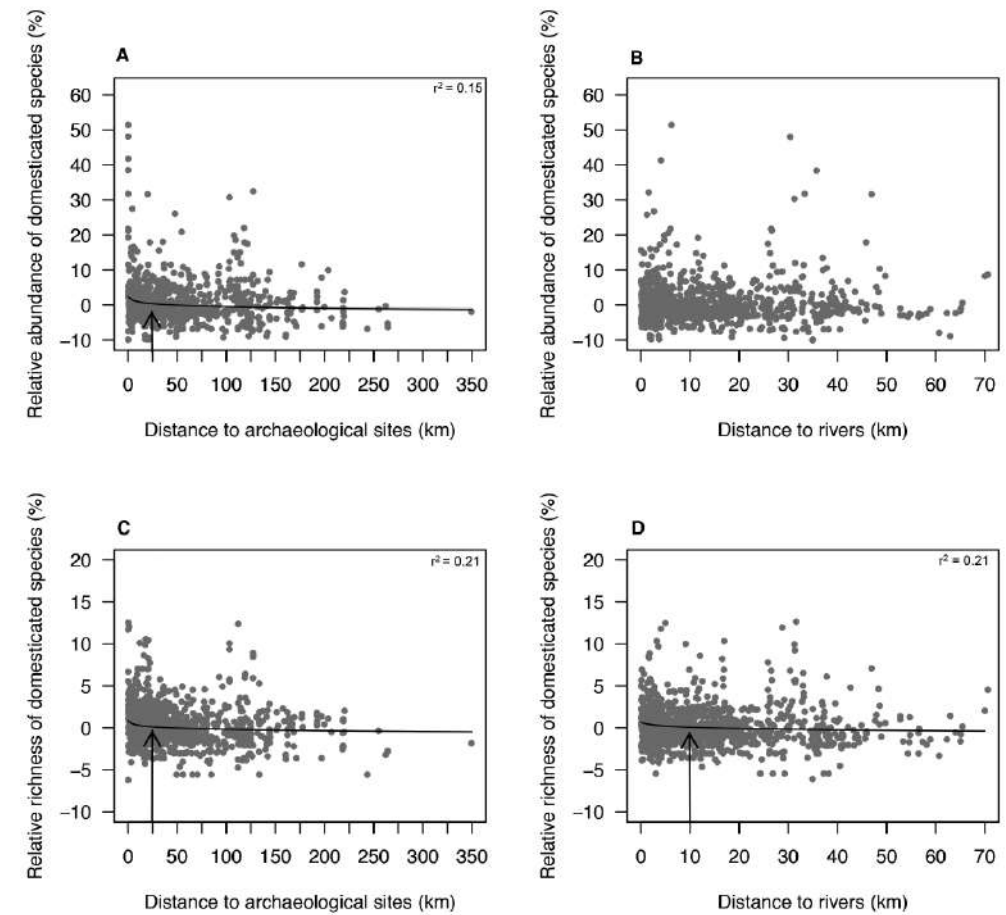 A
r² = 0.15
Relative abundance of domesticated species (%)
60
50
40
30
20
10
0
−10
0 50 100 150 200 250 300 350
Distance to archaeological sites (km)
B
Relative abundance of domesticated species (%)
60
50
40
30
20
10
0
−10
0 10 20 30 40 50 60 70
Distance to rivers (km)
C
r² = 0.21
Relative richness of domesticated species (%)
20
15
10
5
0
−5
−10
0 50 100 150 200 250 300 350
Distance to archaeological sites (km)
D
r² = 0.21
Relative richness of domesticated species (%)
20
15
10
5
0
−5
−10
0 10 20 30 40 50 60 70
Distance to rivers (km)